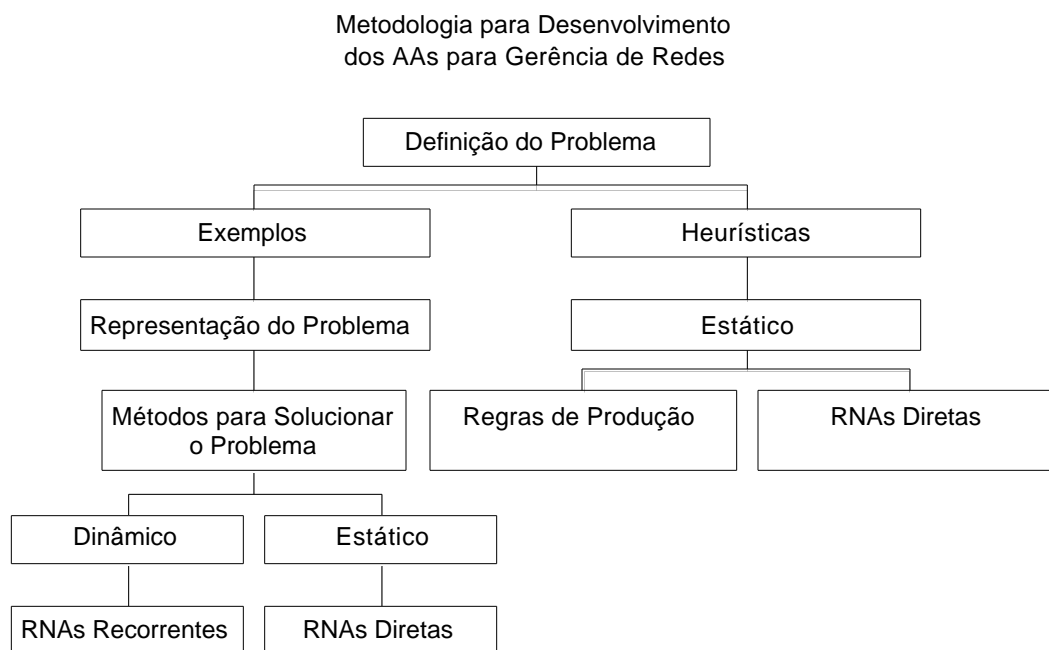 Metodologia para Desenvolvimento
dos AAs para Gerência de Redes
Definição do Problema
Exemplos
Heurísticas
Representação do Problema
Estático
Métodos para Solucionar
o Problema
Regras de Produção
RNAs Diretas
Dinâmico
Estático
RNAs Recorrentes
RNAs Diretas